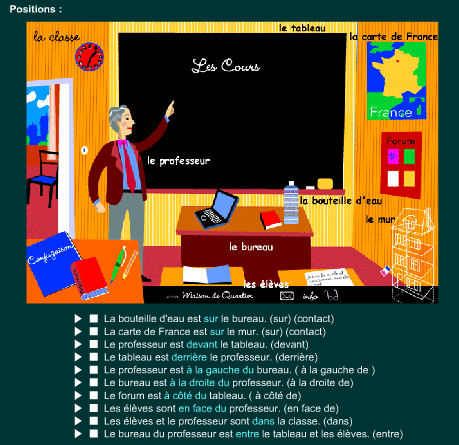 Positions :
le tableau
la classe
la carte de France
Les Cours
France
Forum
le professeur
la bouteille d'eau
le mur
le bureau
Conjugaison
les élèves
Maison de Quartier
info
La bouteille d'eau est sur le bureau. (sur) (contact)
La carte de France est sur le mur. (sur) (contact)
Le professeur est devant le tableau. (devant)
Le tableau est derrière le professeur. (derrière)
Le professeur est à la gauche du bureau. ( à la gauche de )
Le bureau est à la droite du professeur. (à la droite de)
Le forum est à côté du tableau. ( à côté de)
Les élèves sont en face du professeur. (en face de)
Les élèves et le professeur sont dans la classe. (dans)
Le bureau du professeur est entre le tableau et les élèves. (entre)